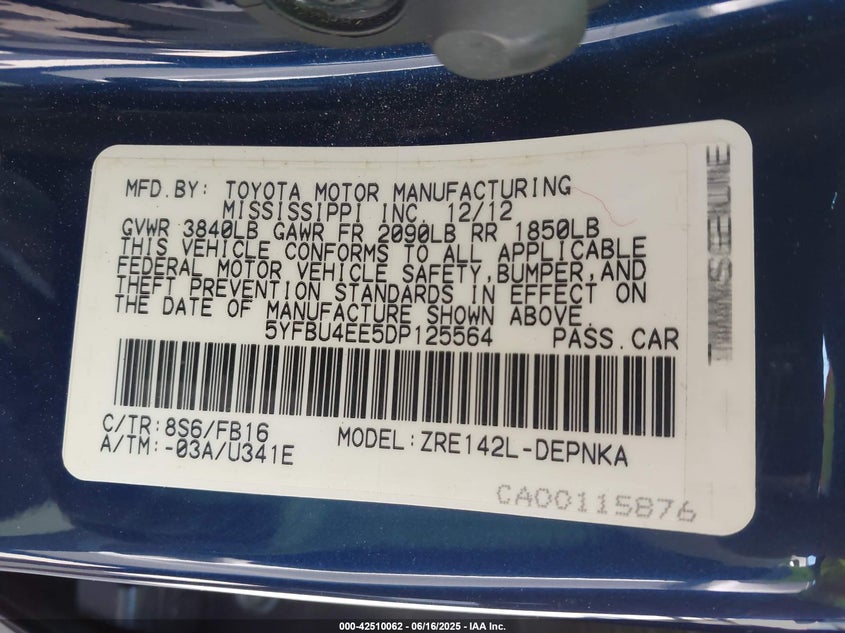 MFD.BY: TOYOTA MOTOR MANUFACTURING
MISSISSIPPI INC. 12/12
GVWR 3840LB GAWR FR 2090LB RR 1850LB
THIS VEHICLE CONFORMS TO ALL APPLICABLE
FEDERAL MOTOR VEHICLE SAFETY,BUMPER,AND
THEFT PREVENTION STANDARDS IN EFFECT ON
THE DATE OF MANUFACTURE SHOWN ABOVE.
5YFBU4EE5DP125564 PASS.CAR
C/TR:8S6/FB16 MODEL:ZRE142L-DEPNKA
A/TM:-03A/U341E
CA00115876
000-42510062 - 06/16/2025 - IAA Inc.